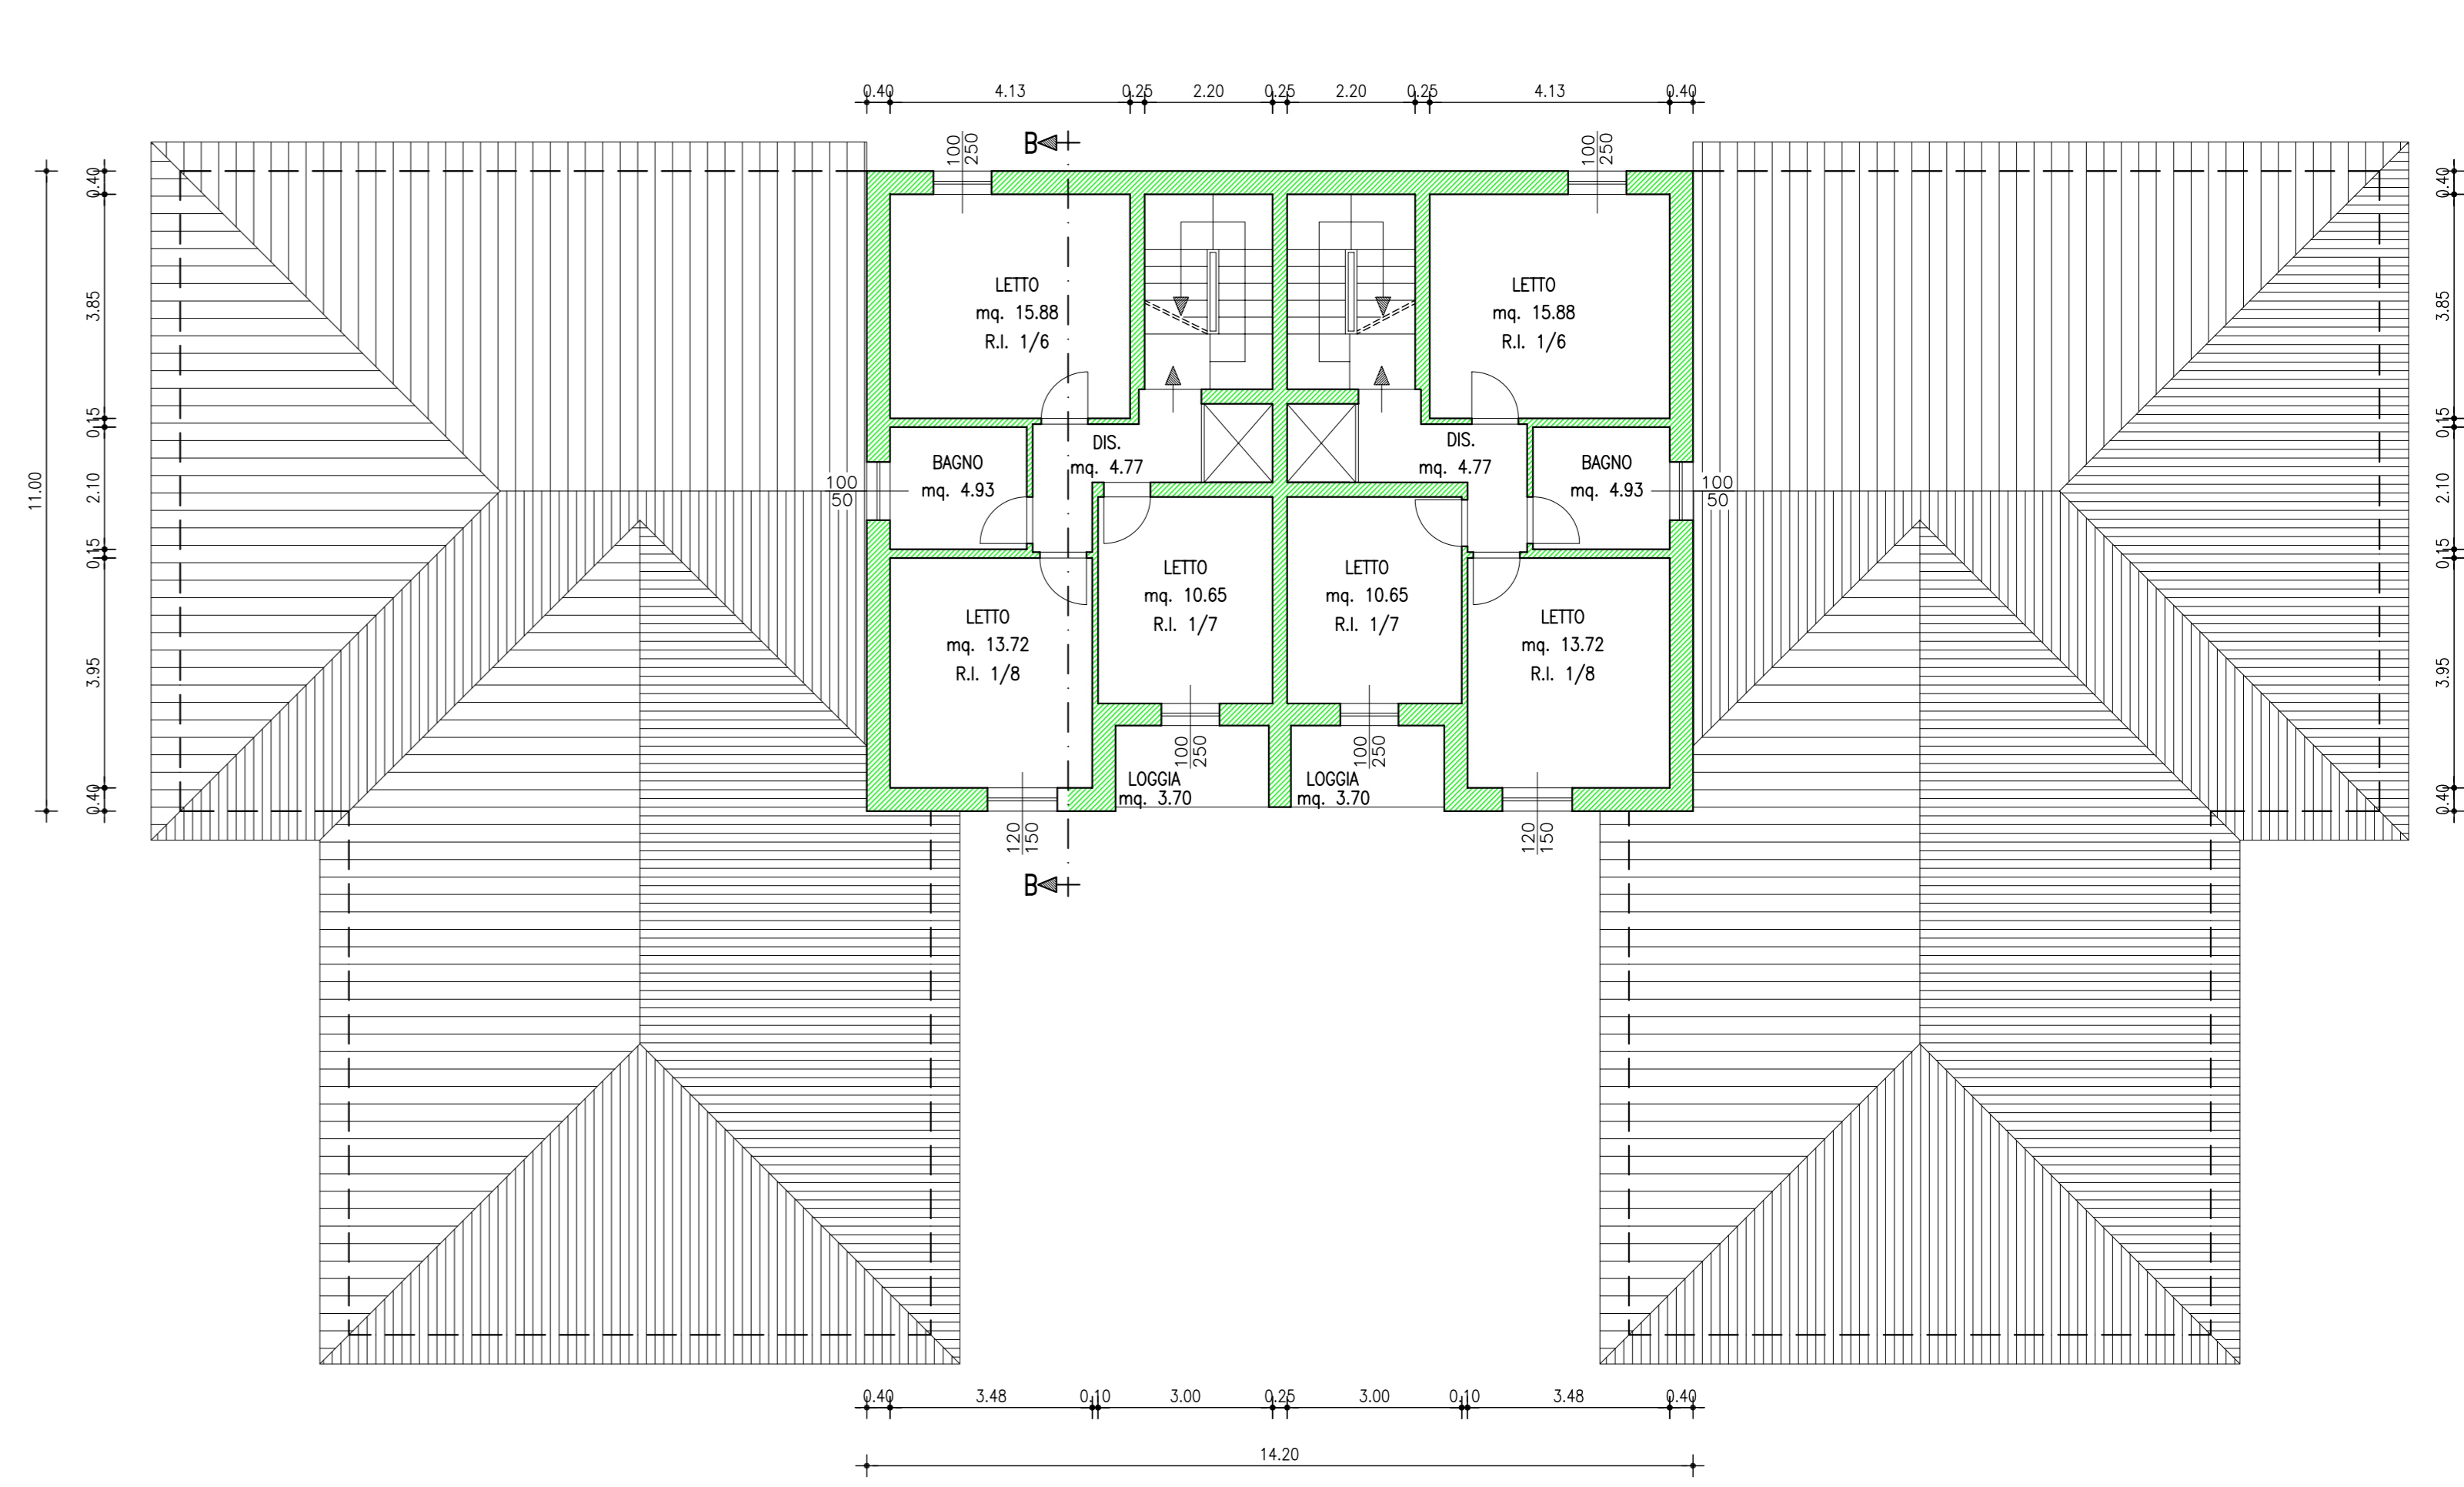 0.40 4.13 0.25 2.20 0.25 2.20 0.25 4.13 0.40
B
100
250
100
250
0.40
3.85
0.15
2.10
0.15
3.95
0.40
11.00
0.40
3.85
0.15
2.10
0.15
3.95
0.40
LETTO
mq. 15.88
R.I. 1/6
LETTO
mq. 15.88
R.I. 1/6
DIS.
mq. 4.77
DIS.
mq. 4.77
BAGNO
mq. 4.93
BAGNO
mq. 4.93
100
50
100
50
LETTO
mq. 13.72
R.I. 1/8
LETTO
mq. 10.65
R.I. 1/7
LETTO
mq. 10.65
R.I. 1/7
LETTO
mq. 13.72
R.I. 1/8
100
250
100
250
LOGGIA
mq. 3.70
LOGGIA
mq. 3.70
120
150
120
150
B
0.40 3.48 0.10 3.00 0.25 3.00 0.10 3.48 0.40
14.20